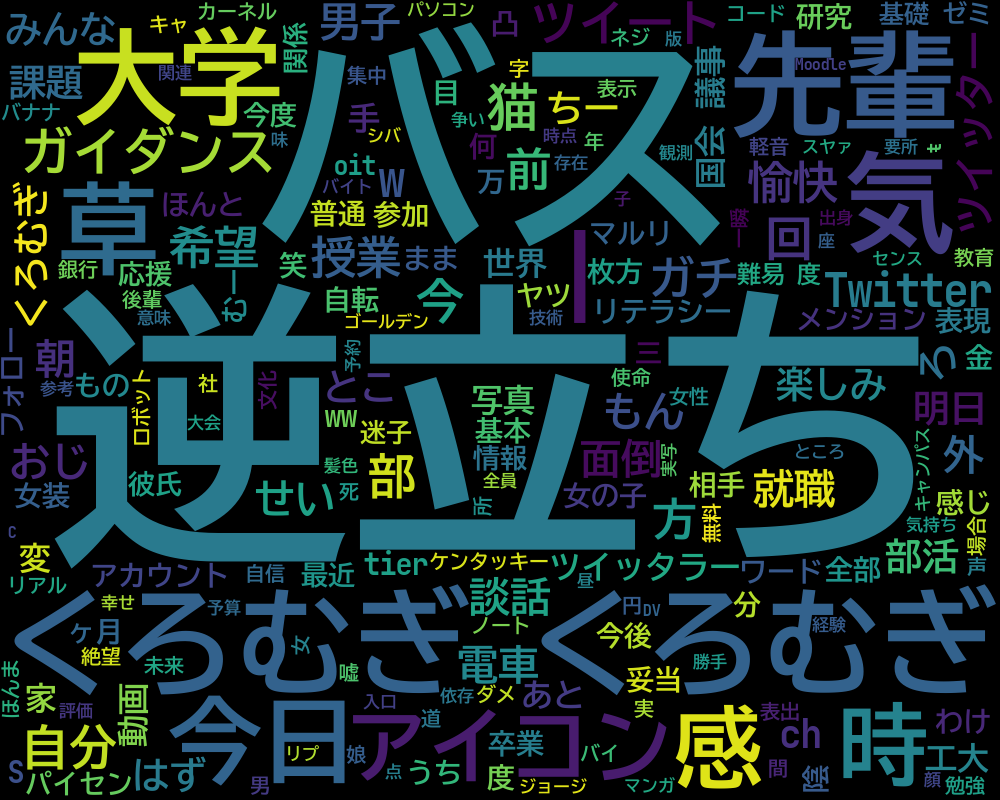 みんな
キャ
カーネル
関係
男子
パソコン
凸
ツイート
コード
研究
基礎
ゼミ
課題
関連
大学
集中
バス
目
字
猫
ちー
ネジ
版
表示
議事
先輩
Moodle
ツイッター
バナナ
今度
味
手
シバ
争い
何
時点
年
ガイダンス
oit
W
万
前
存在
観測
国会
軽音
スヤァ
要所
も
気
草
ほんと
バイト
普通
参加
子
愉快
出身
座
回
くろむぎ
希望
むー
笑
授業
まま
世界
マルリ
枚方
ガチ
難易
度
センス
教育
銀行
応援
後輩
意味
自転
今
ゴールデン
ヤツ
技術
リテラシー
Twitter
メンション
表現
フォロー
朝
参考
もの
ロボット
社
大会
文化
予約
とこ
逆立ち
三
使命
女性
楽しみ
ろ
金
WW
迷子
写真
基本
もん
明日
外
おじ
女装
彼氏
せい
髪色
死
部
情報
全員
所
面倒
女の子
実写
相手
無料
方
就職
ところ
キャンパス
感じ
気持ち
場合
C
変
リアル
アカウント
自信
最近
tier
ケンタッキー
ツイッタラー
昼
ワード
全部
部活
声
くろむぎ
くろむぎ
幸せ
予算
ヶ月
絶望
未来
女
嘘
談話
ノート
電車
円
DV
今後
分
経験
妥当
勝手
ほんま
家
評価
動画
自分
今日
入口
依存
ダメ
あと
道
アイコン
卒業
実
感
表出
ch
時
わけ
S
パイセン
はず
男
リプ
娘
点
うち
度
ジョージ
バイ
マンガ
間
陰
工大
顔
勉強